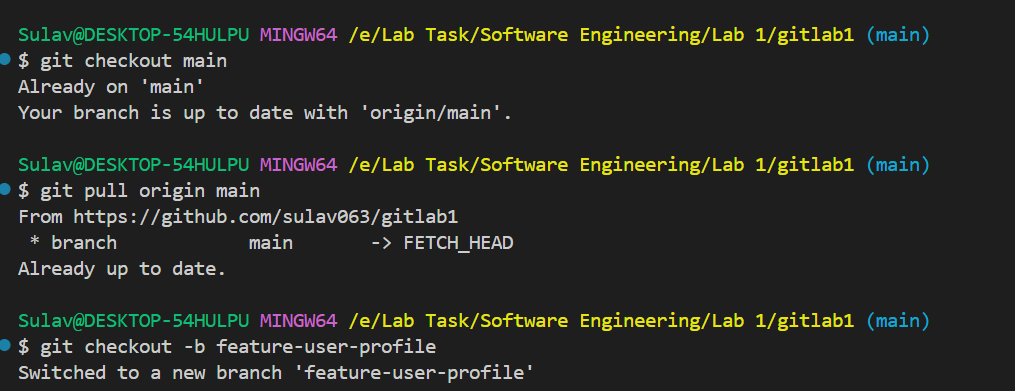 Sulav@DESKTOP-54HULPU MINGW64 /e/Lab Task/Software Engineering/Lab 1/gitlab1 (main)
$ git checkout main
Already on 'main'
Your branch is up to date with 'origin/main'.
Sulav@DESKTOP-54HULPU MINGW64 /e/Lab Task/Software Engineering/Lab 1/gitlab1 (main)
$ git pull origin main
From https://github.com/sulav063/gitlab1
 * branch            main       -> FETCH_HEAD
Already up to date.
Sulav@DESKTOP-54HULPU MINGW64 /e/Lab Task/Software Engineering/Lab 1/gitlab1 (main)
$ git checkout -b feature-user-profile
Switched to a new branch 'feature-user-profile'